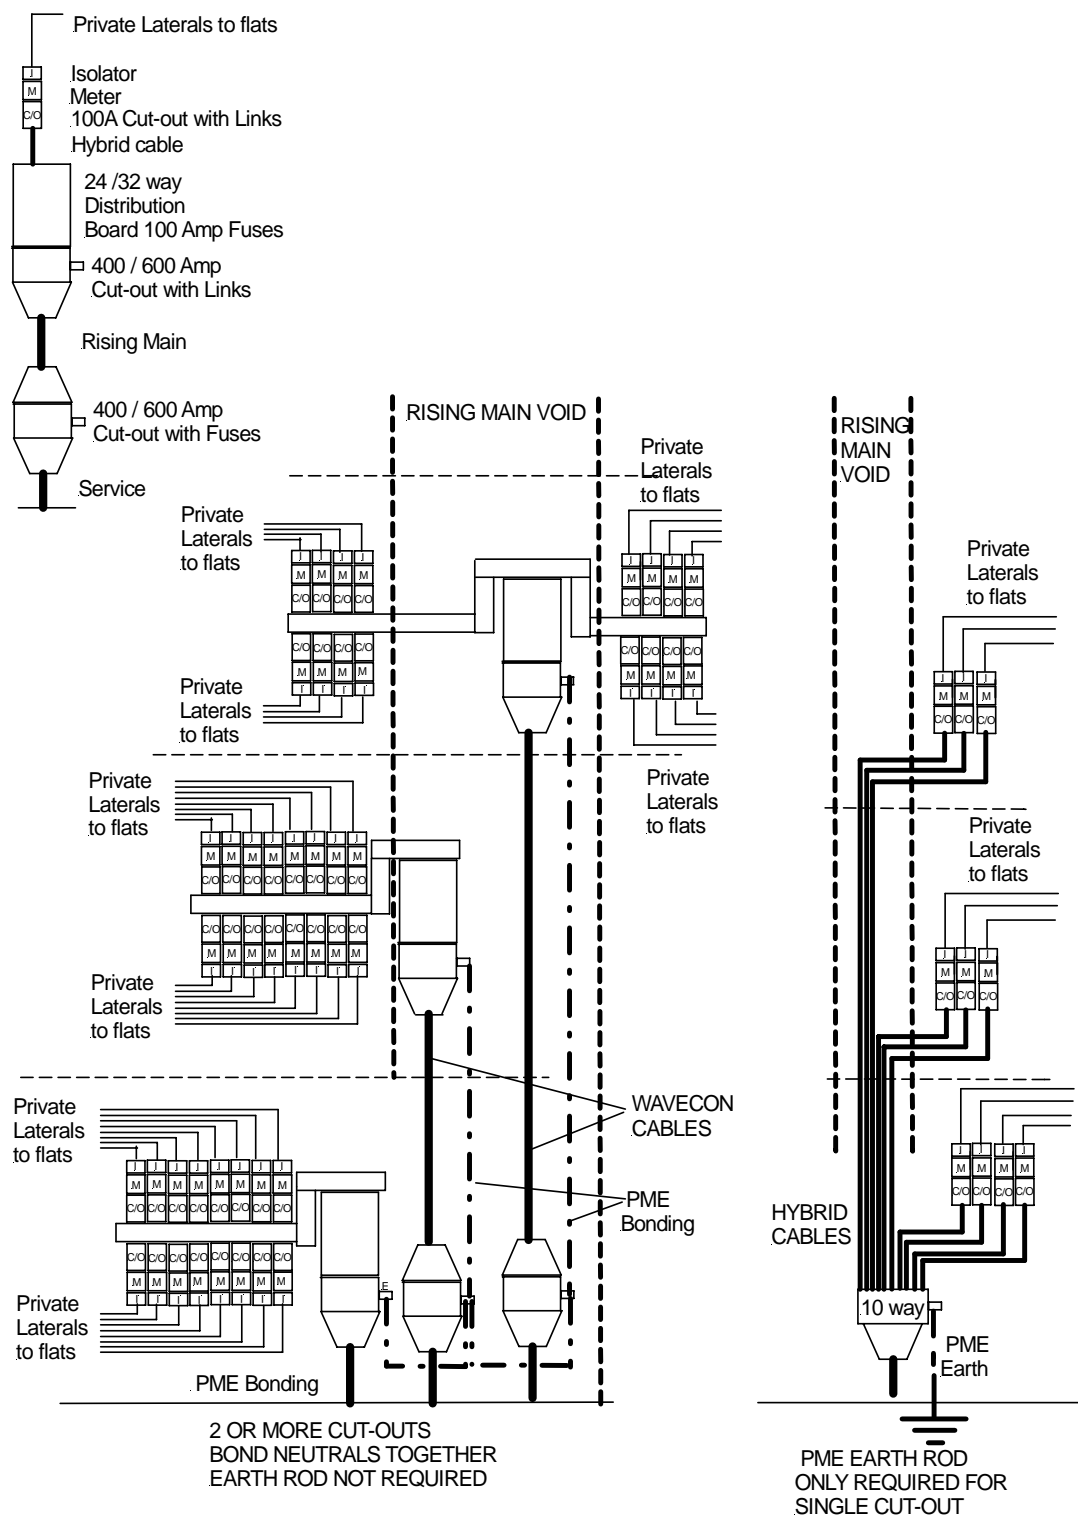 Private Laterals to flats
I
M
C/O
Isolator
Meter
100A Cut-out with Links
Hybrid cable
24 /32 way
Distribution
Board 100 Amp Fuses
400 / 600 Amp
Cut-out with Links
Rising Main
400 / 600 Amp
Cut-out with Fuses
Service
RISING MAIN VOID
Private
Laterals
to flats
I I I I
M M M M
C/O C/O C/O C/O
C/O C/O C/O C/O
M M M M
I I I I
Private
Laterals
to flats
Private
Laterals
to flats
I I I I
M M M M
C/O C/O C/O C/O
C/O C/O C/O C/O
M M M M
I I I I
Private
Laterals
to flats
Private
Laterals
to flats
I I I I I I I I
M M M M M M M M
C/O C/O C/O C/O C/O C/O C/O C/O
C/O C/O C/O C/O C/O C/O C/O C/O
M M M M M M M M
I I I I I I I I
Private
Laterals
to flats
WAVECON
CABLES
PME
Bonding
Private
Laterals
to flats
I I I I I I I I
M M M M M M M M
C/O C/O C/O C/O C/O C/O C/O C/O
C/O C/O C/O C/O C/O C/O C/O C/O
M M M M M M M M
I I I I I I I I
Private
Laterals
to flats
E
PME Bonding
2 OR MORE CUT-OUTS
BOND NEUTRALS TOGETHER
EARTH ROD NOT REQUIRED
RISING
MAIN
VOID
Private
Laterals
to flats
I I I
M M M
C/O C/O C/O
Private
Laterals
to flats
I I I
M M M
C/O C/O C/O
I I I I
M M M M
C/O C/O C/O C/O
HYBRID
CABLES
10 way
PME
Earth
PME EARTH ROD
ONLY REQUIRED FOR
SINGLE CUT-OUT